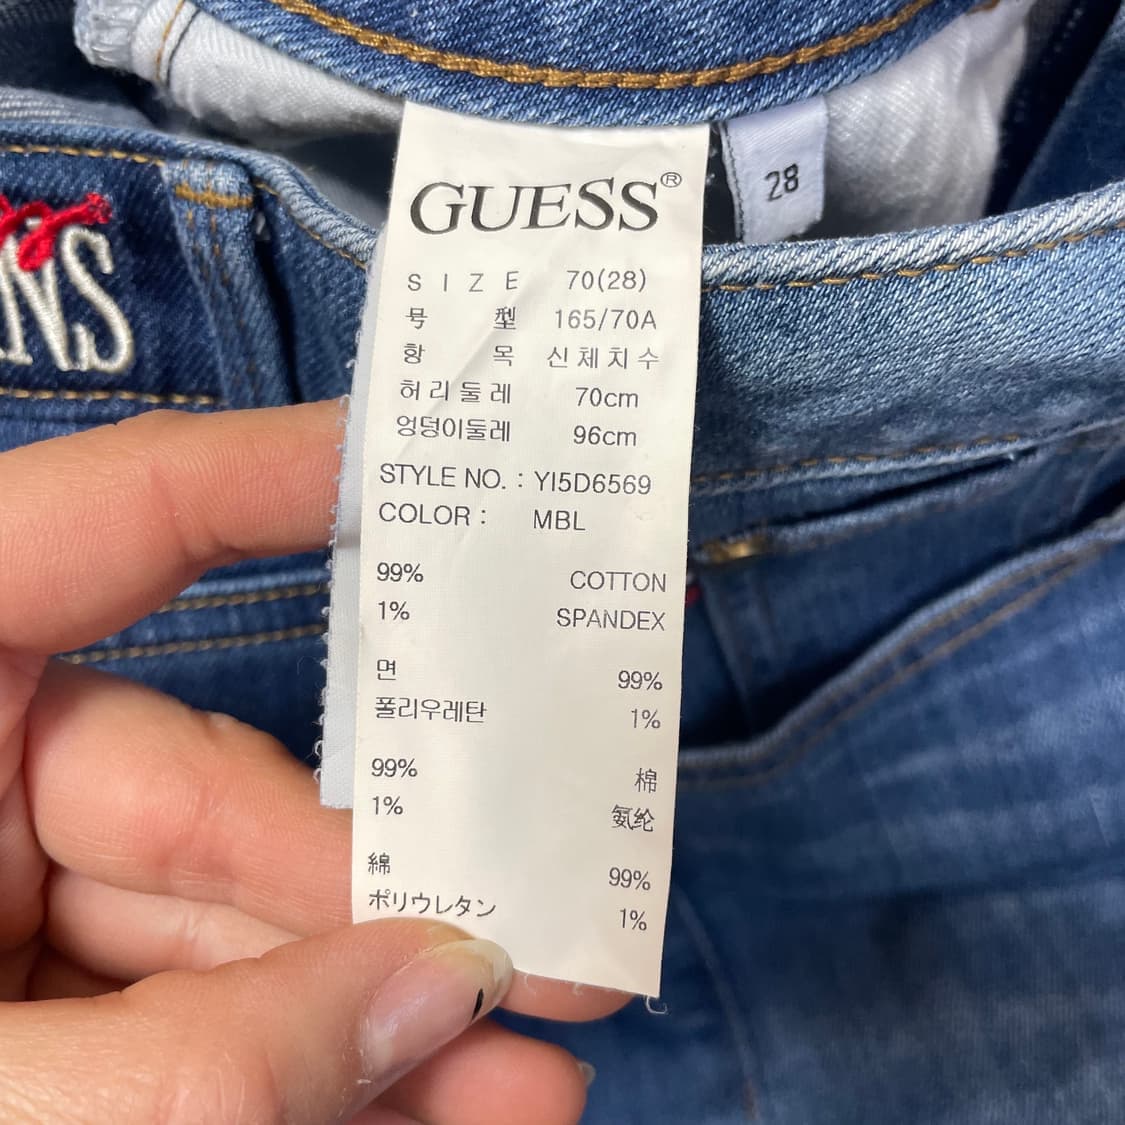 GUESS®
28
NS
SIZE 70(28)
号 型 165/70A
항 목 신체치수
허리둘레 70cm
엉덩이둘레 96cm
STYLE NO. : YI5D6569
COLOR : MBL
99% COTTON
1% SPANDEX
면 99%
폴리우레탄 1%
99% 棉
1% 氨纶
綿 99%
ポリウレタン 1%